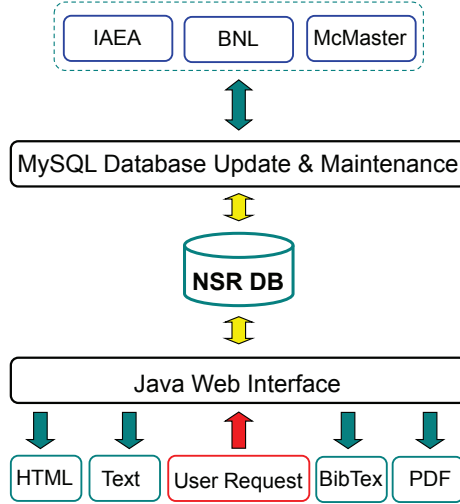 IAEA BNL McMaster
MySQL Database Update & Maintenance
NSR DB
Java Web Interface
HTML Text User Request BibTex PDF